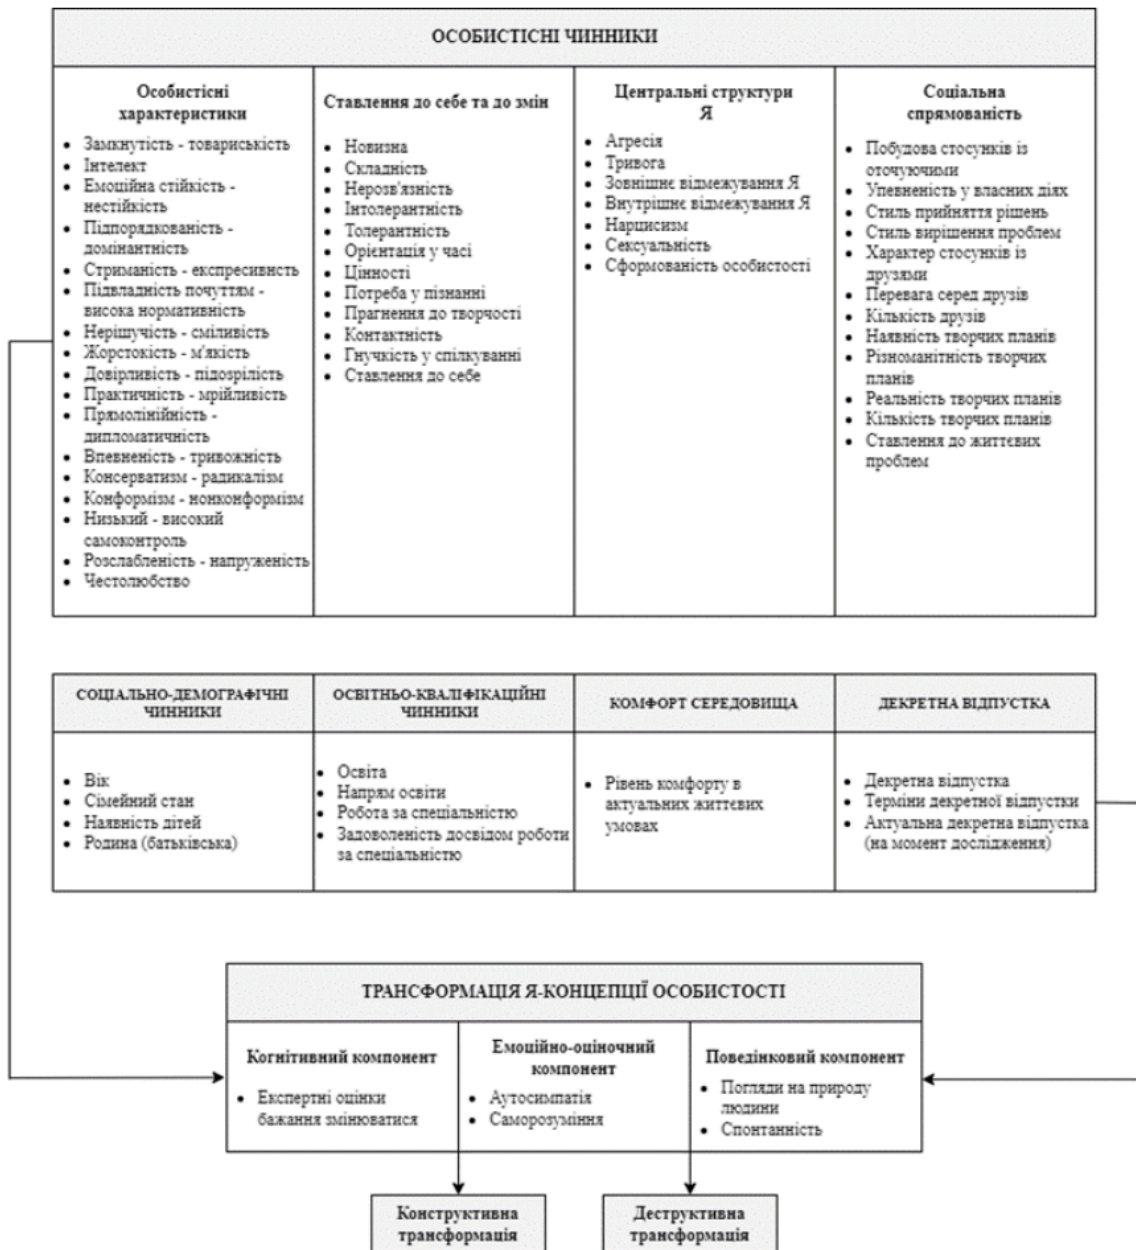 ОСОБИСТІСНІ ЧИННИКИ
Особистісні
характеристики
• Замкнутість - товариськість
• Інтелект
• Емоційна стійкість -
нестійкість
• Підпорядкованість -
домінантність
• Стриманість - експресивнсть
• Підвладність почуттям -
висока нормативність
• Нерішучість - сміливість
• Жорстокість - м'якість
• Довірливість - підозрілість
• Практичність - мрійливість
• Прямолінійність -
дипломатичність
• Впевненість - тривожність
• Консерватизм - радикалізм
• Конформізм - нонконформізм
• Низький - високий
самоконтроль
• Розслабленість - напруженість
• Честолюбство
Ставлення до себе та до змін
• Новизна
• Складність
• Нерозв'язність
• Інтолерантність
• Толерантність
• Орієнтація у часі
• Цінності
• Потреба у пізнанні
• Прагнення до творчості
• Контактність
• Гнучкість у спілкуванні
• Ставлення до себе
Центральні структури
Я
• Агресія
• Тривога
• Зовнішнє відмежування Я
• Внутрішнє відмежування Я
• Нарцисизм
• Сексуальність
• Сформованість особистості
Соціальна
спрямованість
• Побудова стосунків із
оточуючими
• Упевненість у власних діях
• Стиль прийняття рішень
• Стиль вирішення проблем
• Характер стосунків із
друзями
• Перевага серед друзів
• Кількість друзів
• Наявність творчих планів
• Різноманітність творчих
планів
• Реальність творчих планів
• Кількість творчих планів
• Ставлення до життєвих
проблем
СОЦІАЛЬНО-ДЕМОГРАФІЧНІ
ЧИННИКИ
• Вік
• Сімейний стан
• Наявність дітей
• Родина (батьківська)
ОСВІТНЬО-КВАЛІФІКАЦІЙНІ
ЧИННИКИ
• Освіта
• Напрям освіти
• Робота за спеціальністю
• Задоволеність досвідом роботи
за спеціальністю
КОМФОРТ СЕРЕДОВИЩА
• Рівень комфорту в
актуальних життєвих
умовах
ДЕКРЕТНА ВІДПУСТКА
• Декретна відпустка
• Терміни декретної відпустки
• Актуальна декретна відпустка
(на момент дослідження)
ТРАНСФОРМАЦІЯ Я-КОНЦЕПЦІЇ ОСОБИСТОСТІ
Когнітивний компонент
• Експертні оцінки
бажання змінюватися
Емоційно-оціночний
компонент
• Аутосимпатія
• Саморозуміння
Поведінковий компонент
• Погляди на природу
людини
• Спонтанність
Конструктивна
трансформація
Деструктивна
трансформація